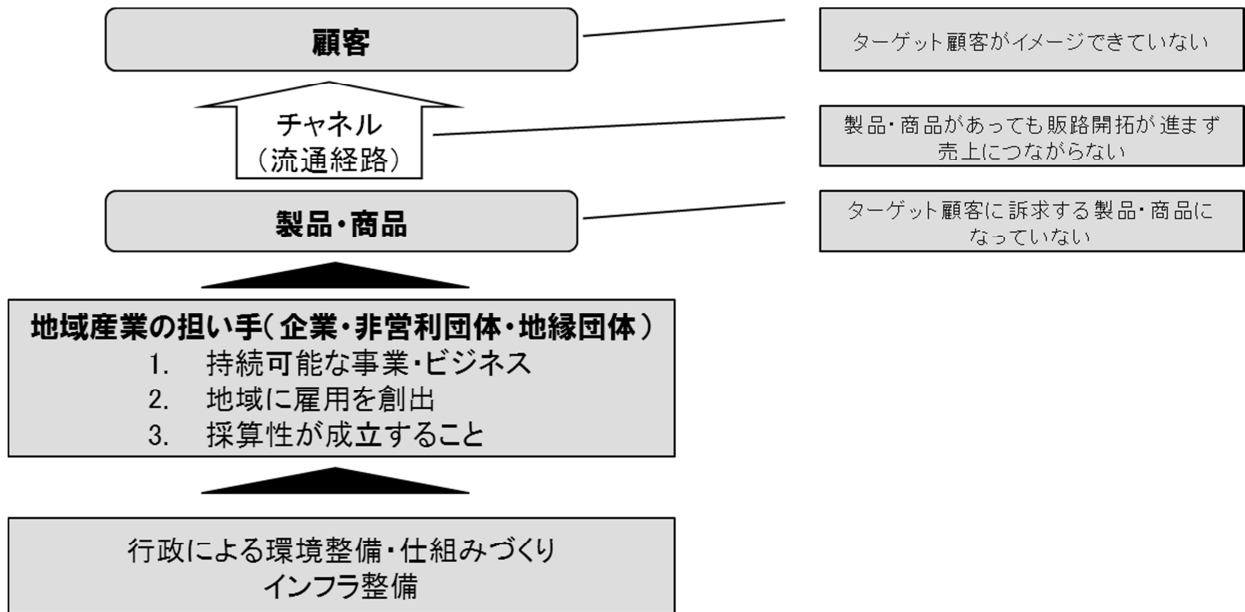 顧客
ターゲット顧客がイメージできていない
チャネル
(流通経路)
製品・商品があっても販路開拓が進まず
売上につながらない
製品・商品
ターゲット顧客に訴求する製品・商品に
なっていない
地域産業の担い手(企業・非営利団体・地縁団体)
1. 持続可能な事業・ビジネス
2. 地域に雇用を創出
3. 採算性が成立すること
行政による環境整備・仕組みづくり
インフラ整備